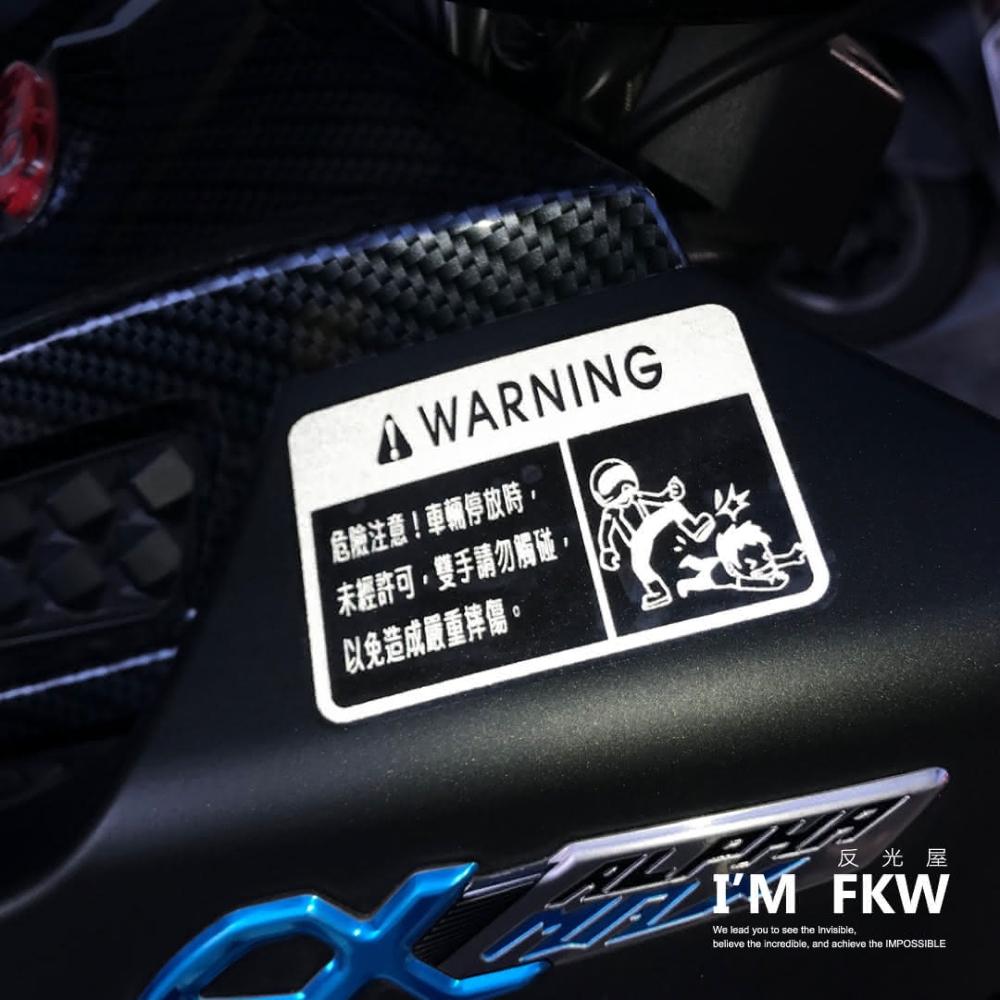 WARNING
危險注意！車輛停放時，
未經許可，雙手請勿觸碰，
以免造成嚴重摔傷。
ALPHA
反光屋
I'M FKW
We lead you to see the Invisible,
believe the incredible, and achieve the IMPOSSIBLE